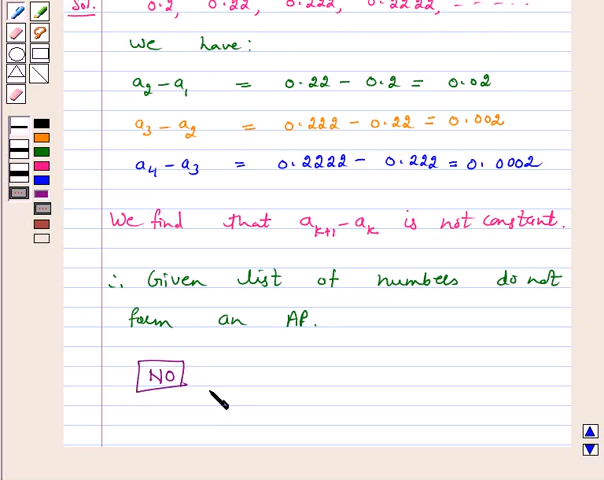 Sol. 0.2, 0.22, 0.222, 0.2222, ------
We have:
a₂ - a₁ = 0.22 - 0.2 = 0.02
a₃ - a₂ = 0.222 - 0.22 = 0.002
a₄ - a₃ = 0.2222 - 0.222 = 0.0002
We find that aₖ₊₁ - aₖ is not constant.
∴ Given list of numbers do not
form an AP.
NO